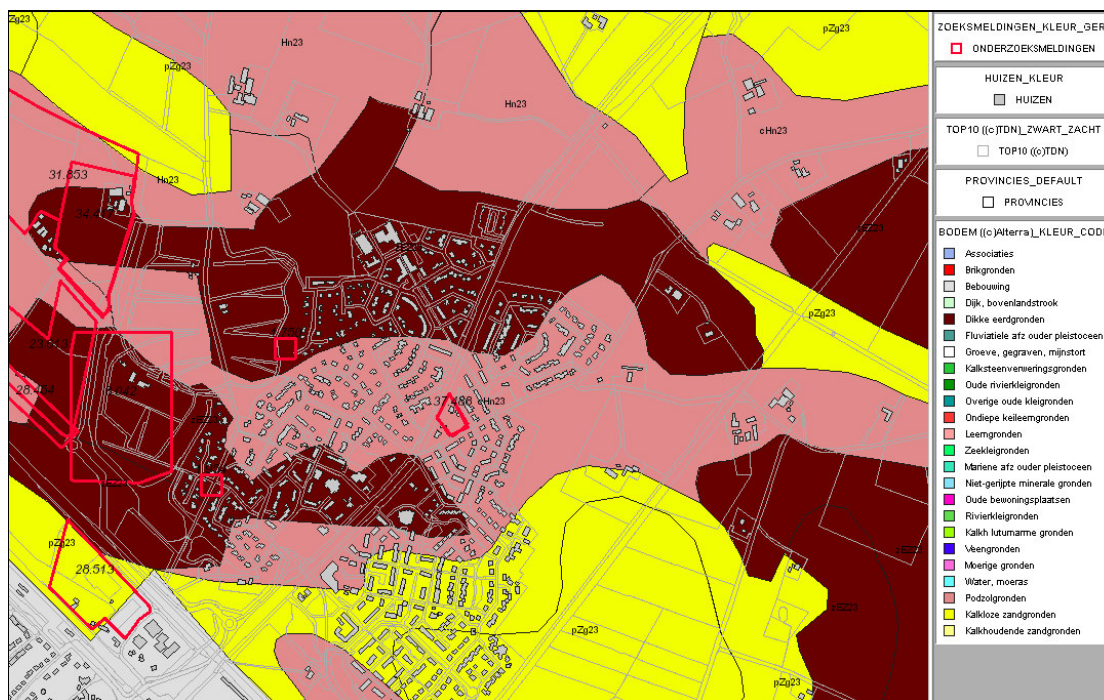 pZg23
Hn23
pZg23
pZg23
Hn23
cHn23
31.853
Hn23
pZg23
37.486
cHn23
pZg23
28.513
zEZ23
pZg23
pZg23
ZOEKSMELDINGEN_KLEUR_GER
ONDERZOEKSMELDINGEN
HUIZEN_KLEUR
HUIZEN
TOP10 ((c)TDN)_ZWART_ZACHT
TOP10 ((c)TDN)
PROVINCIES_DEFAULT
PROVINCIES
BODEM ((c)Alterra)_KLEUR_CODE
Associaties
Brikgronden
Bebouwing
Dijk, bovenlandstrook
Dikke eerdgronden
Fluviatiele afz ouder pleistoceen
Groeve, gegraven, mijnstort
Kalksteenverweringsgronden
Oude rivierkleigronden
Overige oude kleigronden
Ondiepe keileemgronden
Leemgronden
Zeekleigronden
Mariene afz ouder pleistoceen
Niet-gerijpte minerale gronden
Oude bewoningsplaatsen
Rivierkleigronden
Kalkh lutumarme gronden
Veengronden
Moerige gronden
Water, moeras
Podzolgronden
Kalkloze zandgronden
Kalkhoudende zandgronden